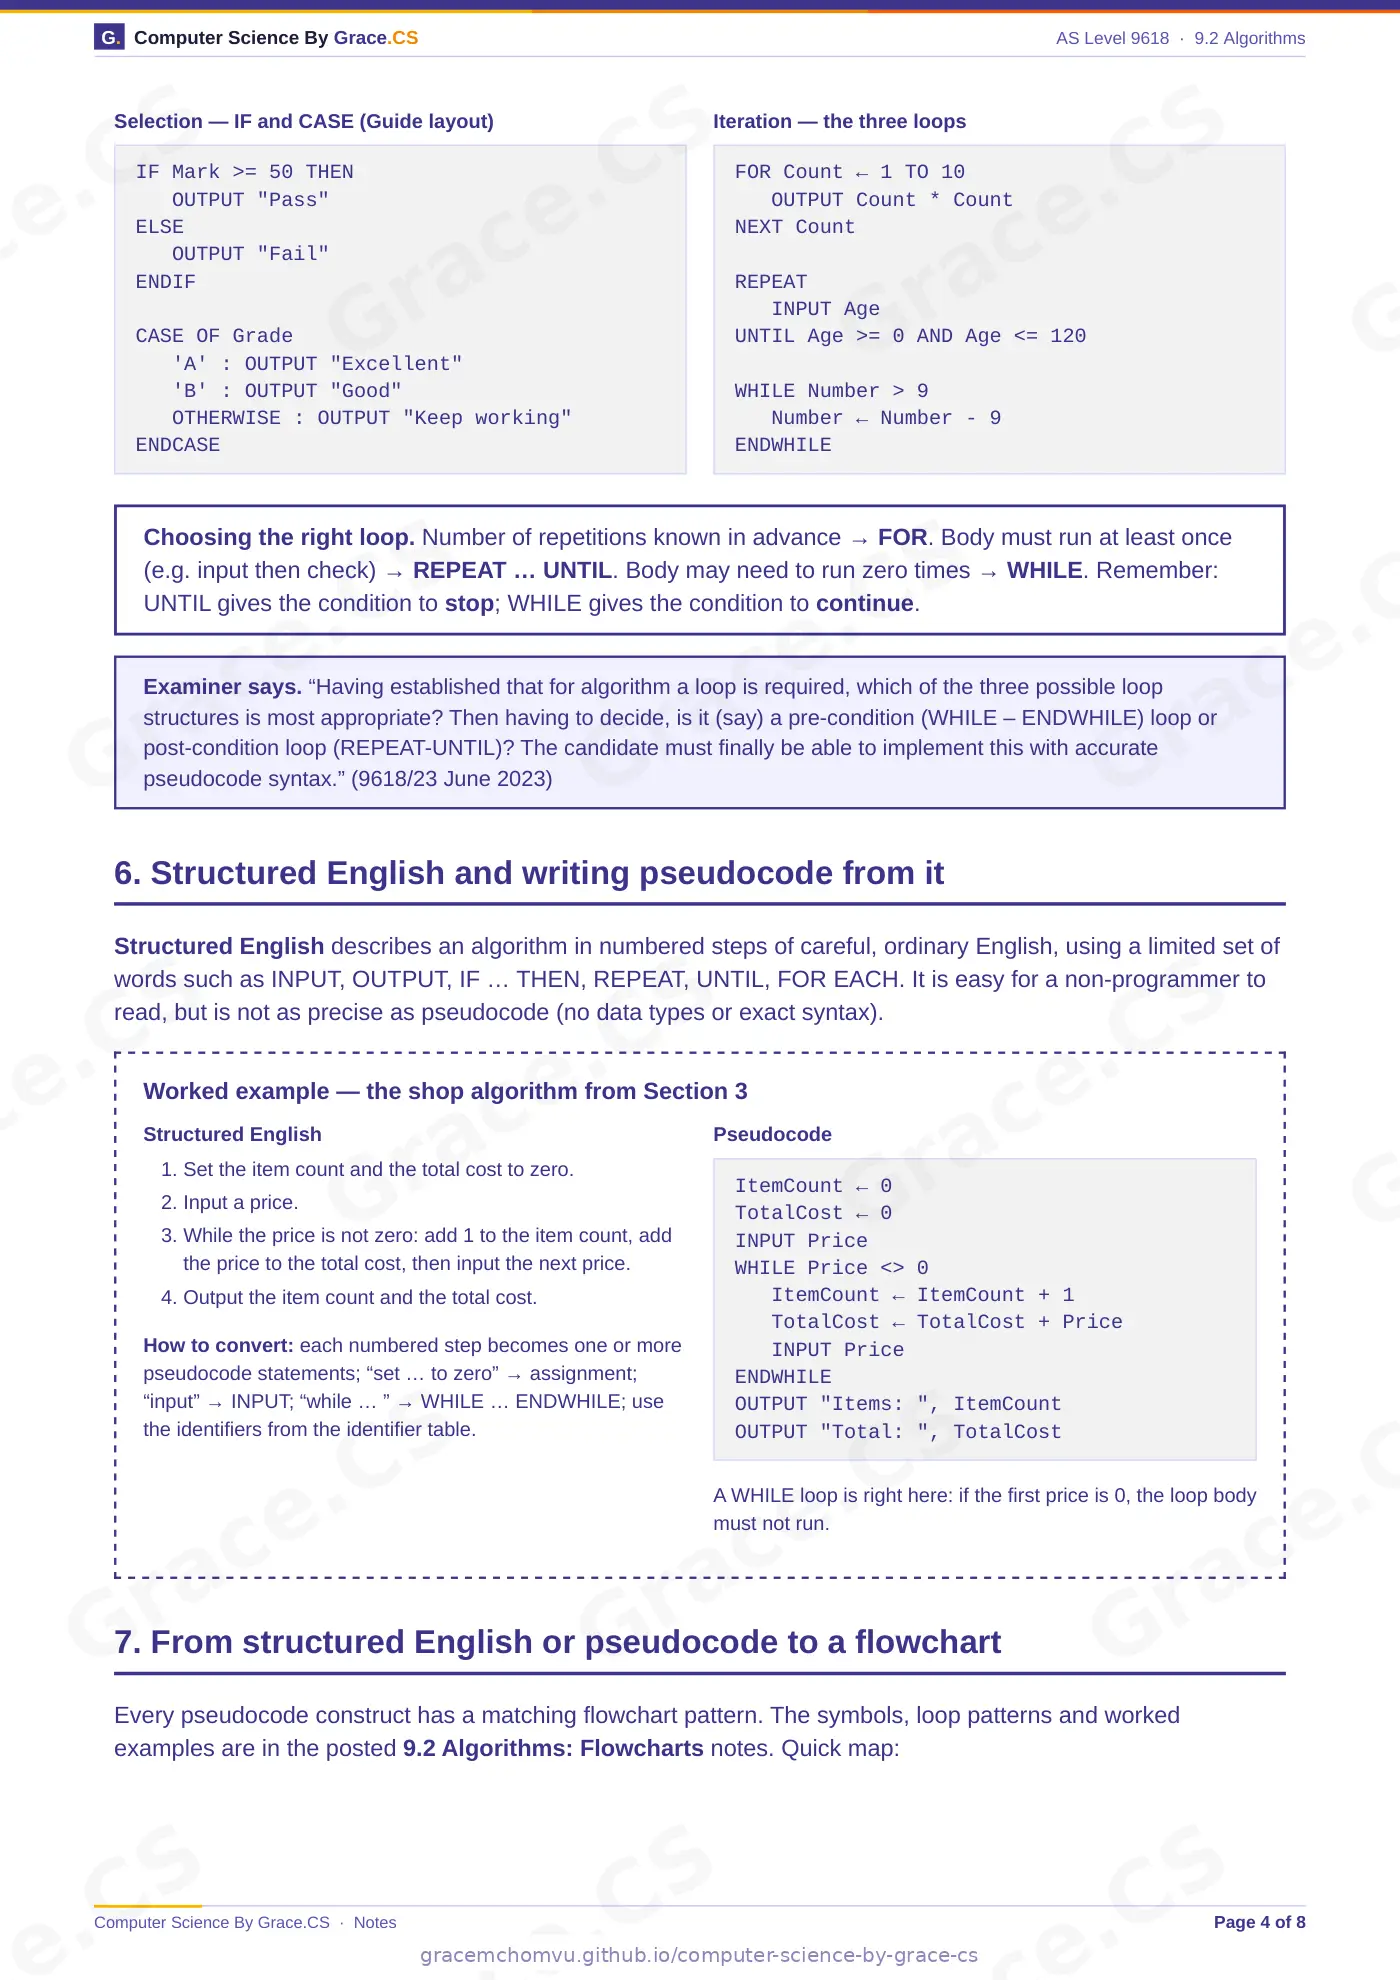 G. Computer Science By Grace.CS
AS Level 9618 · 9.2 Algorithms
Selection — IF and CASE (Guide layout)
IF Mark >= 50 THEN
   OUTPUT "Pass"
ELSE
   OUTPUT "Fail"
ENDIF

CASE OF Grade
   'A' : OUTPUT "Excellent"
   'B' : OUTPUT "Good"
   OTHERWISE : OUTPUT "Keep working"
ENDCASE
Iteration — the three loops
FOR Count ← 1 TO 10
   OUTPUT Count * Count
NEXT Count

REPEAT
   INPUT Age
UNTIL Age >= 0 AND Age <= 120

WHILE Number > 9
   Number ← Number - 9
ENDWHILE
Choosing the right loop. Number of repetitions known in advance → FOR. Body must run at least once
(e.g. input then check) → REPEAT … UNTIL. Body may need to run zero times → WHILE. Remember:
UNTIL gives the condition to stop; WHILE gives the condition to continue.
Examiner says. “Having established that for algorithm a loop is required, which of the three possible loop
structures is most appropriate? Then having to decide, is it (say) a pre-condition (WHILE – ENDWHILE) loop or
post-condition loop (REPEAT-UNTIL)? The candidate must finally be able to implement this with accurate
pseudocode syntax.” (9618/23 June 2023)
6. Structured English and writing pseudocode from it
Structured English describes an algorithm in numbered steps of careful, ordinary English, using a limited set of
words such as INPUT, OUTPUT, IF … THEN, REPEAT, UNTIL, FOR EACH. It is easy for a non-programmer to
read, but is not as precise as pseudocode (no data types or exact syntax).
Worked example — the shop algorithm from Section 3
Structured English
1. Set the item count and the total cost to zero.
2. Input a price.
3. While the price is not zero: add 1 to the item count, add
the price to the total cost, then input the next price.
4. Output the item count and the total cost.
How to convert: each numbered step becomes one or more
pseudocode statements; “set … to zero” → assignment;
“input” → INPUT; “while … ” → WHILE … ENDWHILE; use
the identifiers from the identifier table.
Pseudocode
ItemCount ← 0
TotalCost ← 0
INPUT Price
WHILE Price <> 0
   ItemCount ← ItemCount + 1
   TotalCost ← TotalCost + Price
   INPUT Price
ENDWHILE
OUTPUT "Items: ", ItemCount
OUTPUT "Total: ", TotalCost
A WHILE loop is right here: if the first price is 0, the loop body
must not run.
7. From structured English or pseudocode to a flowchart
Every pseudocode construct has a matching flowchart pattern. The symbols, loop patterns and worked
examples are in the posted 9.2 Algorithms: Flowcharts notes. Quick map:
Computer Science By Grace.CS · Notes
Page 4 of 8
gracemchomvu.github.io/computer-science-by-grace-cs